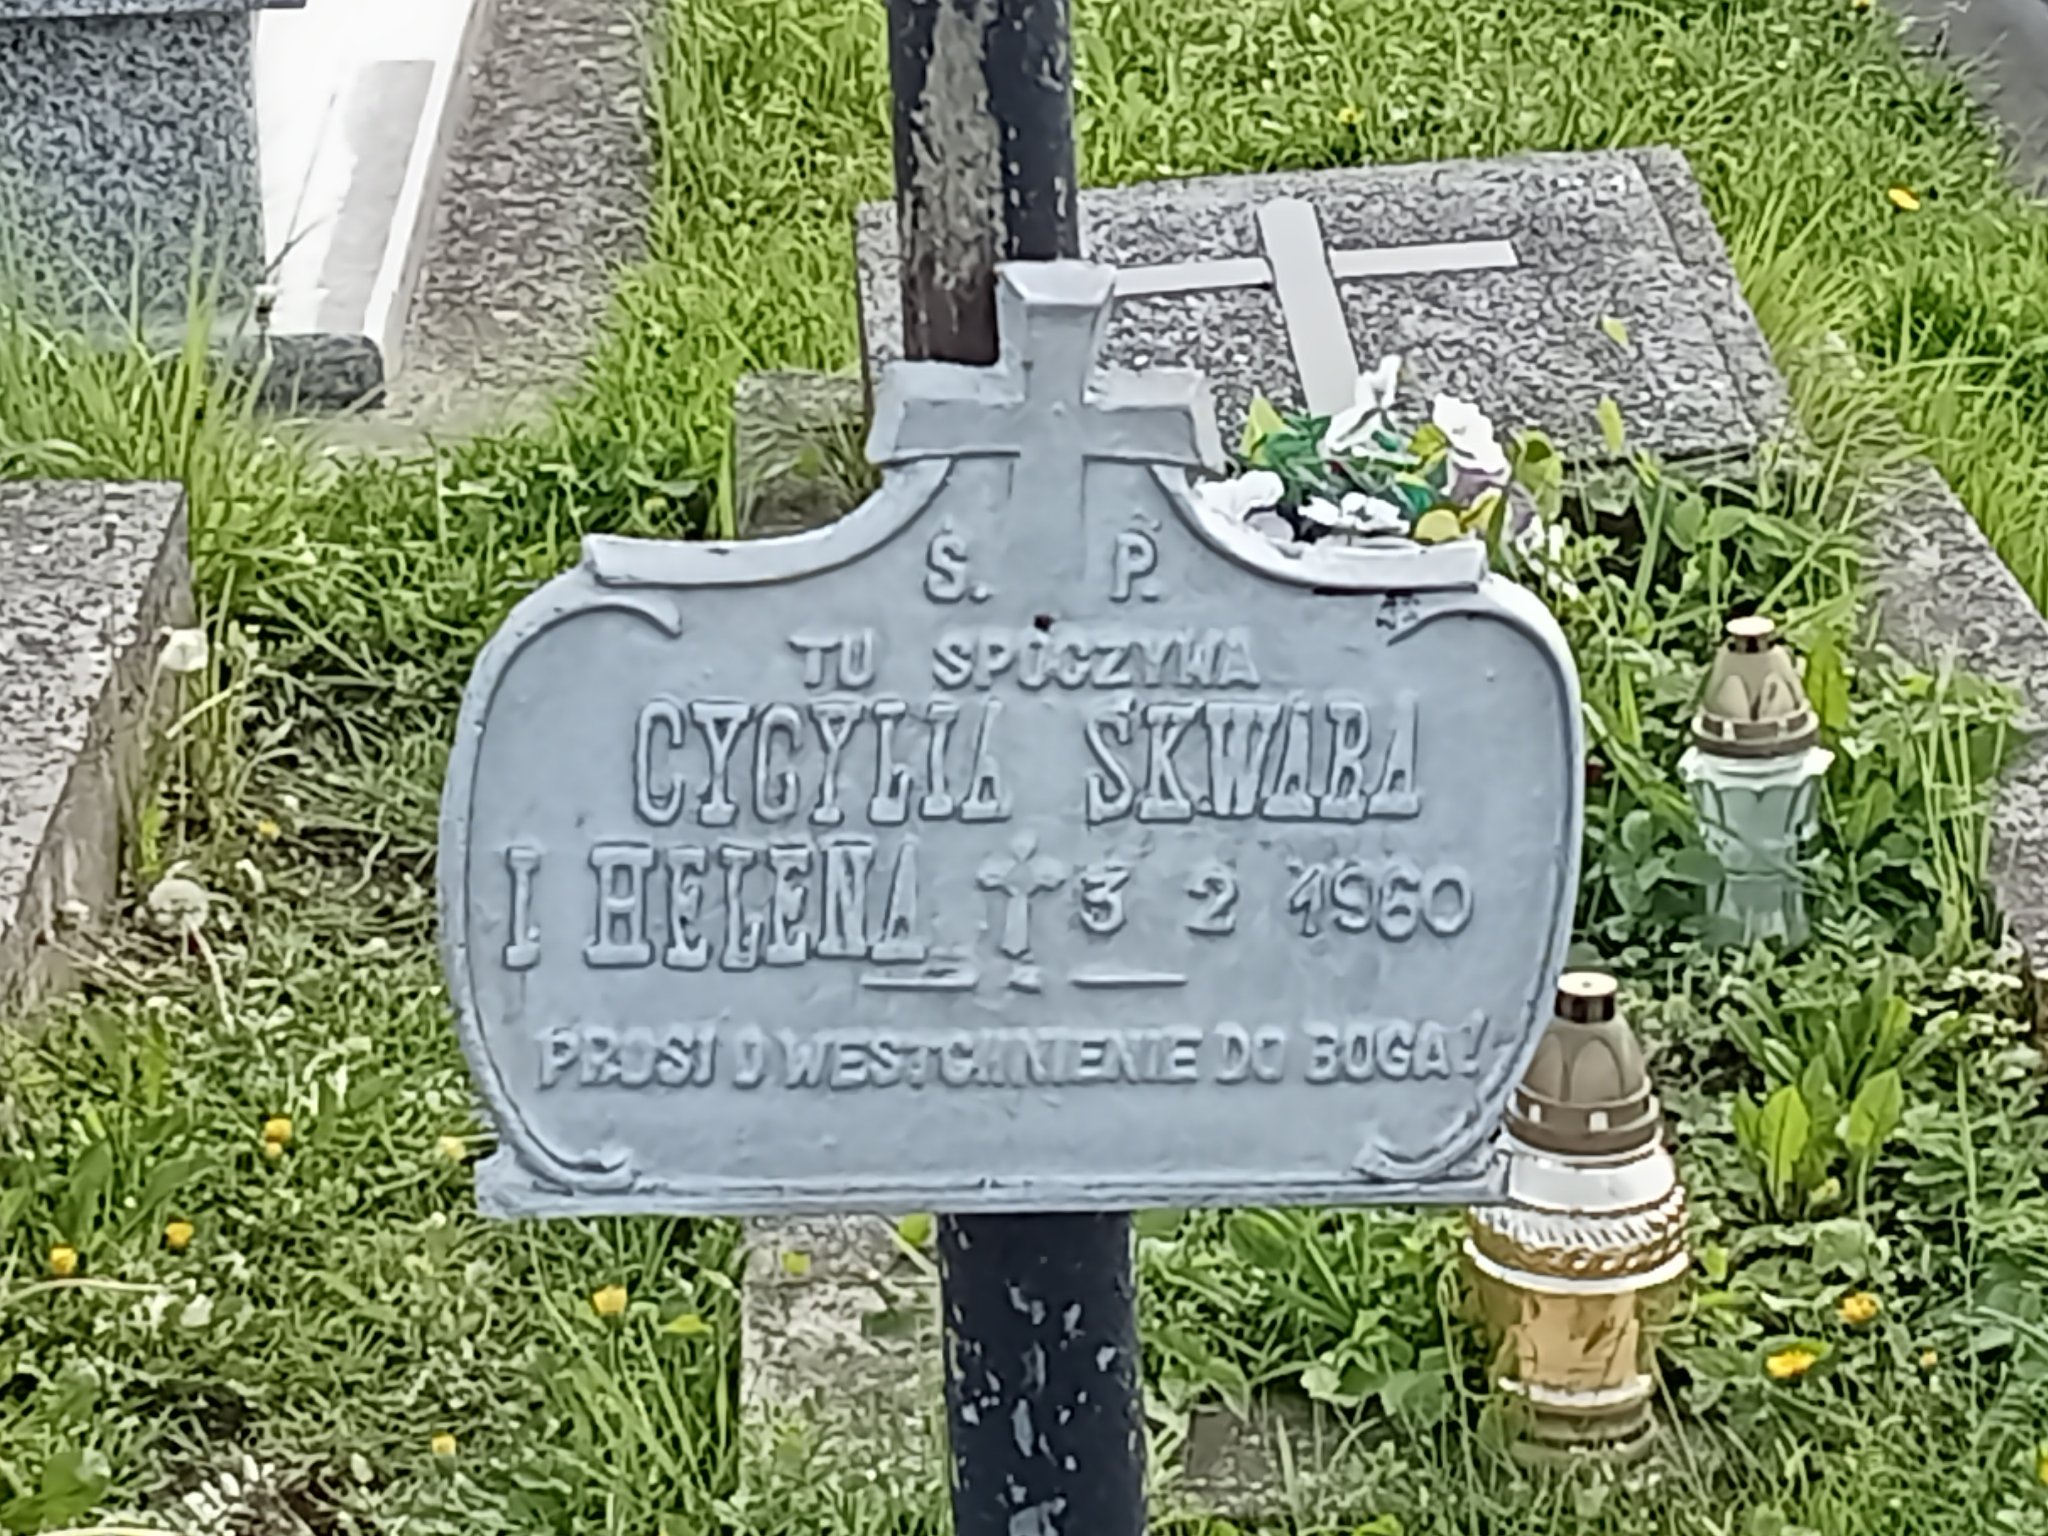 Ś. P.
TU SPOCZYWA
CYCYLIA SKWARA
I HELENA 3 2 1960
PROSI O WESTCHNIENIE DO BOGA!